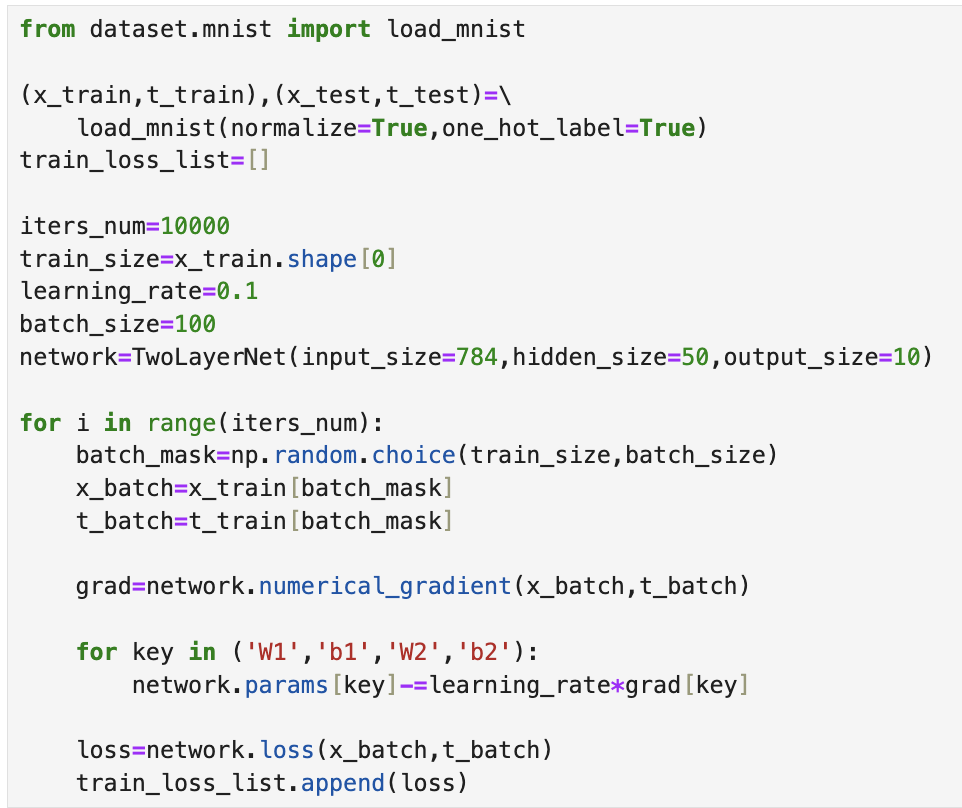 from dataset.mnist import load_mnist

(x_train,t_train),(x_test,t_test)=\
    load_mnist(normalize=True,one_hot_label=True)
train_loss_list=[]

iters_num=10000
train_size=x_train.shape[0]
learning_rate=0.1
batch_size=100
network=TwoLayerNet(input_size=784,hidden_size=50,output_size=10)

for i in range(iters_num):
    batch_mask=np.random.choice(train_size,batch_size)
    x_batch=x_train[batch_mask]
    t_batch=t_train[batch_mask]

    grad=network.numerical_gradient(x_batch,t_batch)

    for key in ('W1','b1','W2','b2'):
        network.params[key]-=learning_rate*grad[key]

    loss=network.loss(x_batch,t_batch)
    train_loss_list.append(loss)